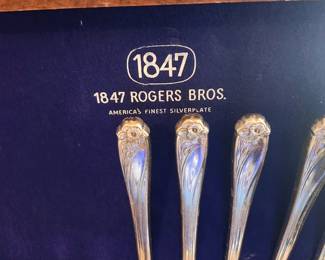 1847
1847 ROGERS BROS.
AMERICA'S FINEST SILVERPLATE